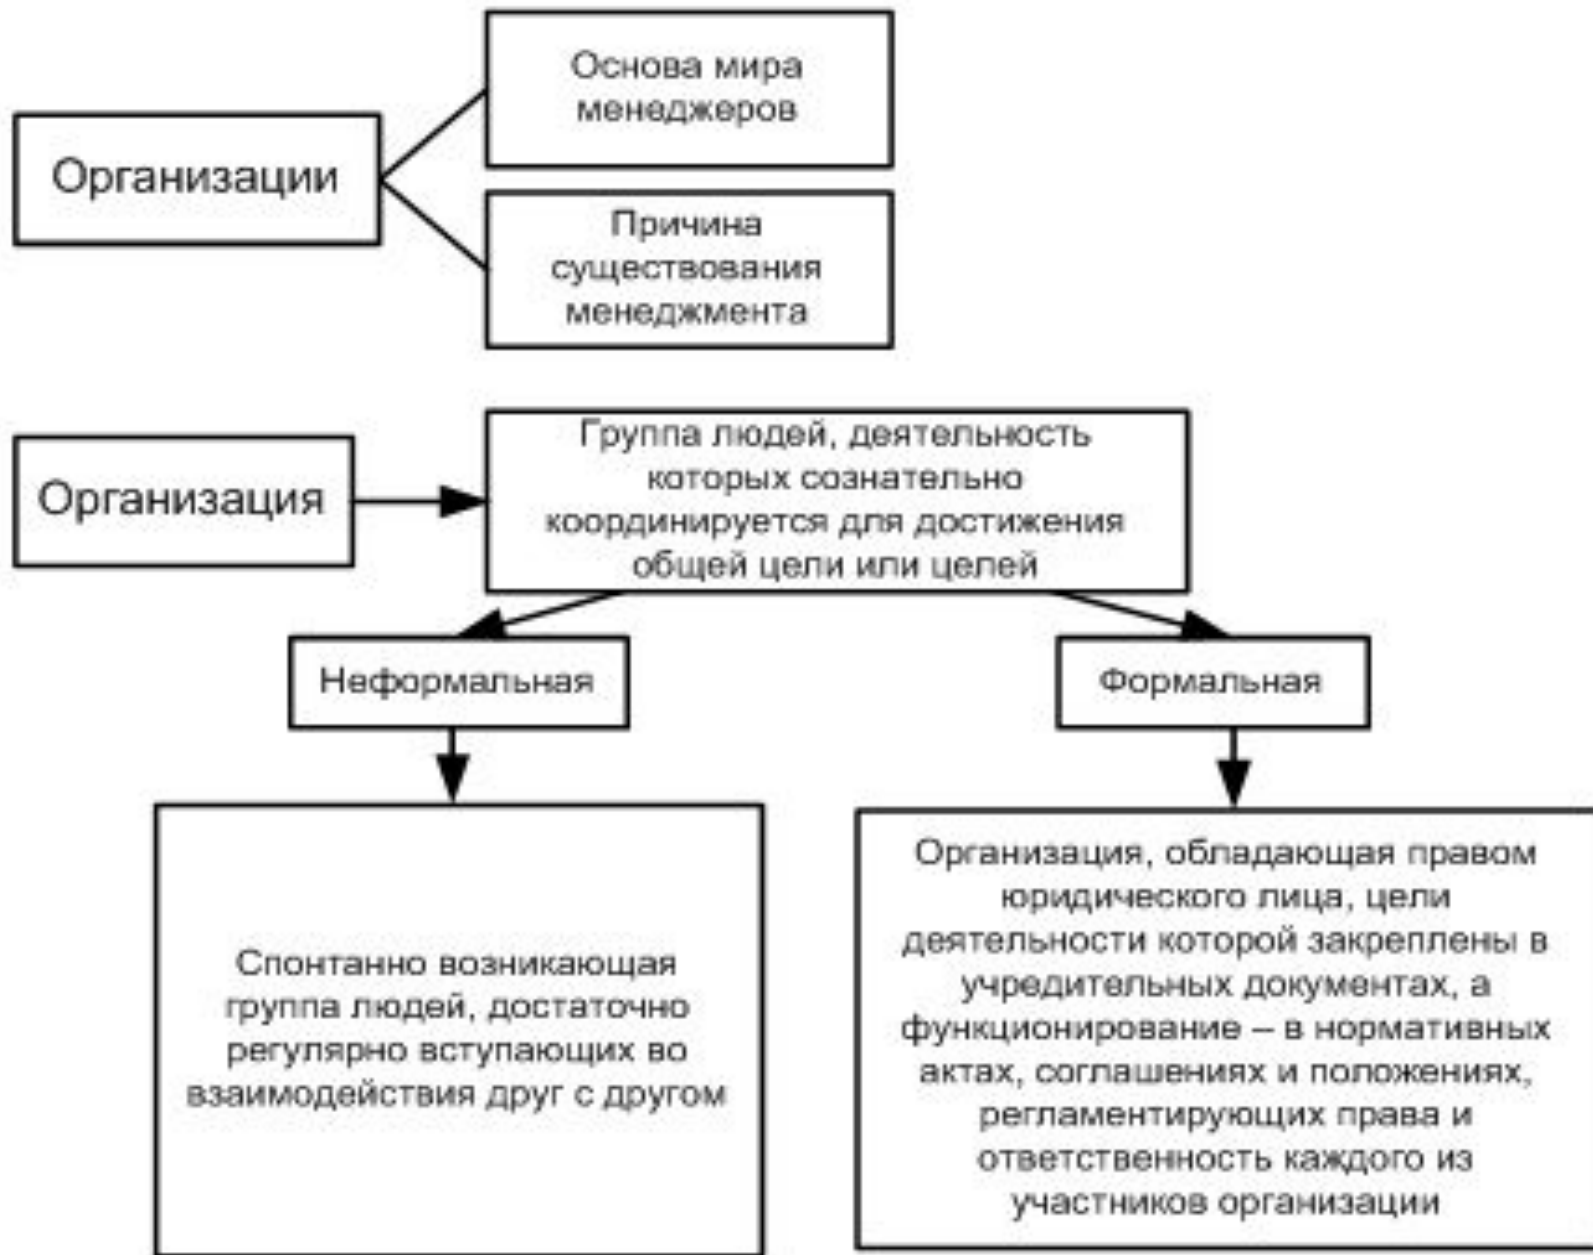 Основа мира
менеджеров
Организации
Причина
существования
менеджмента
Группа людей, деятельность
которых сознательно
координируется для достижения
общей цели или целей
Организация
Неформальная
Формальная
Спонтанно возникающая
группа людей, достаточно
регулярно вступающих во
взаимодействия друг с другом
Организация, обладающая правом
юридического лица, цели
деятельности которой закреплены в
учредительных документах, а
функционирование – в нормативных
актах, соглашениях и положениях,
регламентирующих права и
ответственность каждого из
участников организации